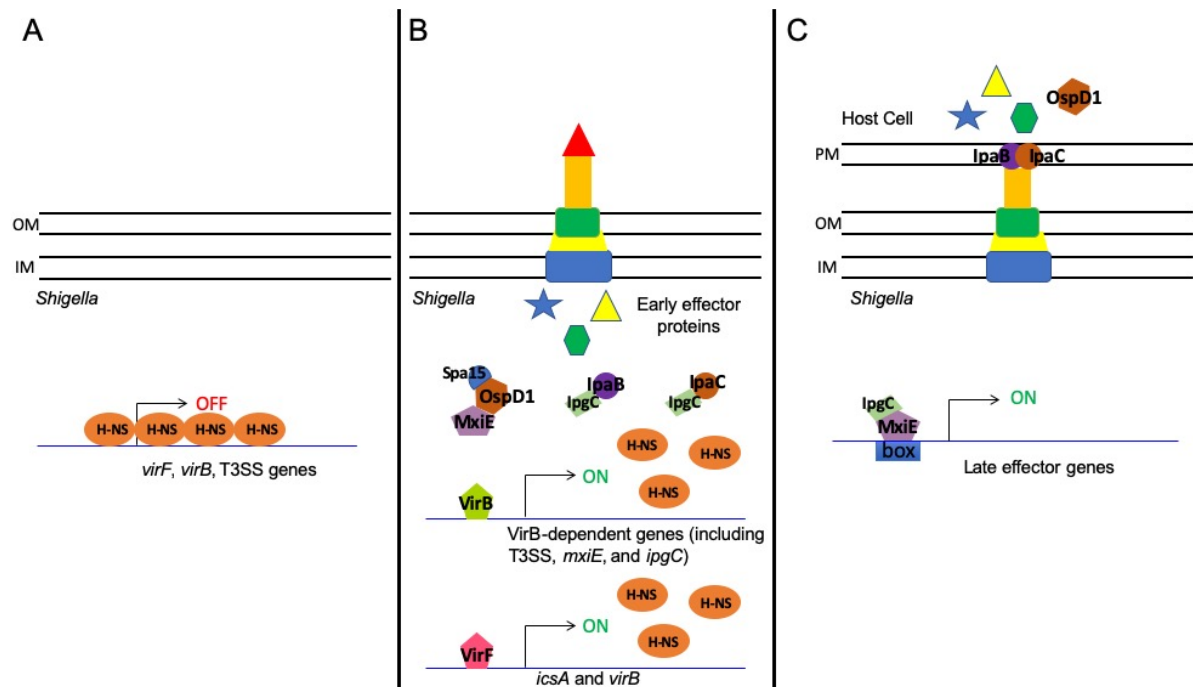 A
OM
IM
Shigella
OFF
H-NS H-NS H-NS H-NS
virF, virB, T3SS genes
B
Shigella
Early effector
proteins
Spa15
OspD1
MxiE
IpaB
IpgC
IpaC
IpgC
H-NS
H-NS
H-NS
ON
VirB
VirB-dependent genes (including
T3SS, mxiE, and ipgC)
H-NS
H-NS
H-NS
ON
VirF
icsA and virB
C
OspD1
Host Cell
PM
IpaB IpaC
OM
IM
Shigella
IpgC
MxiE
box
ON
Late effector genes